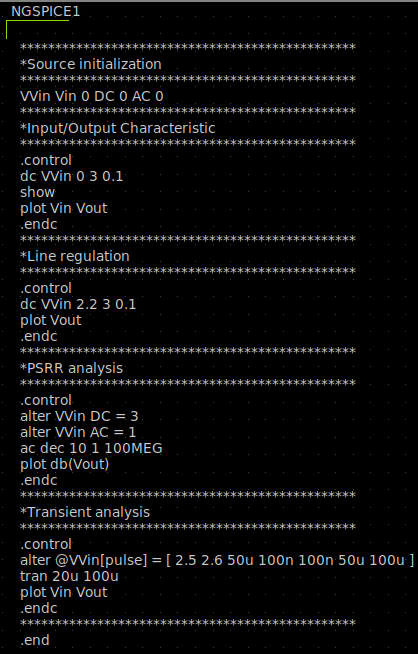 NGSPICE1
************************************************
*Source initialization
************************************************
VVin Vin 0 DC 0 AC 0
************************************************
*Input/Output Characteristic
************************************************
.control
dc VVin 0 3 0.1
show
plot Vin Vout
.endc
************************************************
*Line regulation
************************************************
.control
dc VVin 2.2 3 0.1
plot Vout
.endc
************************************************
*PSRR analysis
************************************************
.control
alter VVin DC = 3
alter VVin AC = 1
ac dec 10 1 100MEG
plot db(Vout)
.endc
************************************************
*Transient analysis
************************************************
.control
alter @VVin[pulse] = [ 2.5 2.6 50u 100n 100n 50u 100u ]
tran 20u 100u
plot Vin Vout
.endc
************************************************
.end